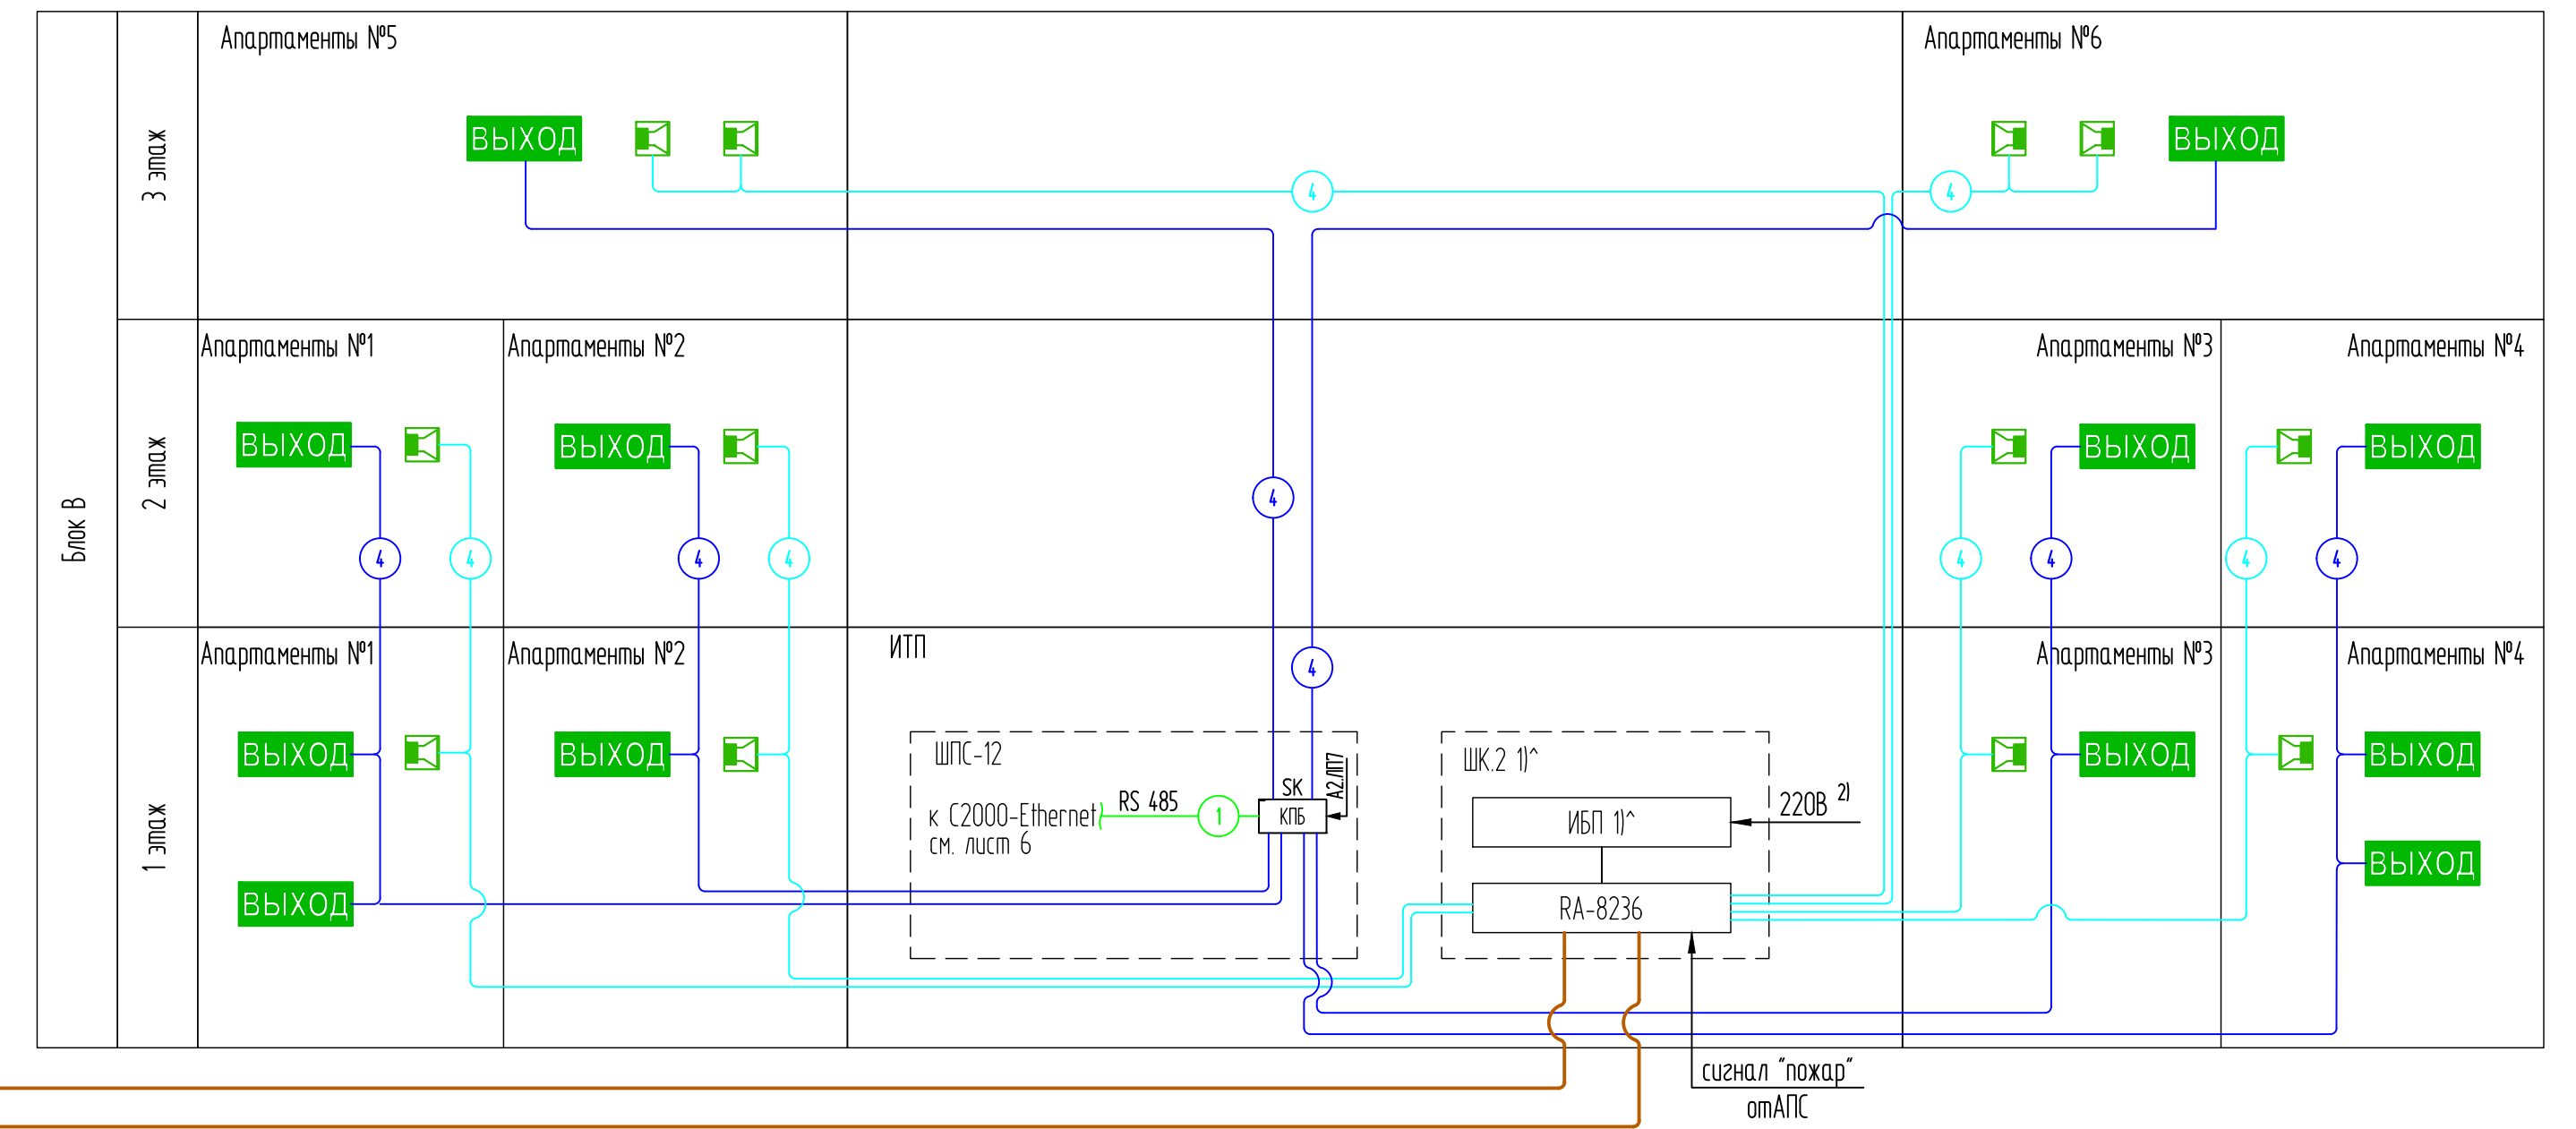 Апартаменты №5
Апартаменты №6
3 этаж
ВЫХОД
ВЫХОД
4
4
Апартаменты №1
Апартаменты №2
Апартаменты №3
Апартаменты №4
Блок В
2 этаж
ВЫХОД
ВЫХОД
ВЫХОД
ВЫХОД
4
4
4
4
4
4
4
4
4
Апартаменты №1
Апартаменты №2
ИТП
Апартаменты №3
Апартаменты №4
4
1 этаж
ВЫХОД
ВЫХОД
ШПС-12
SK
А2.ЛП7
ШК.2 1)^
ВЫХОД
ВЫХОД
к С2000-Ethernet
см. лист 6
RS 485
1
КПБ
ИБП 1)^
220В 2)
ВЫХОД
ВЫХОД
RA-8236
сигнал "пожар"
отАПС